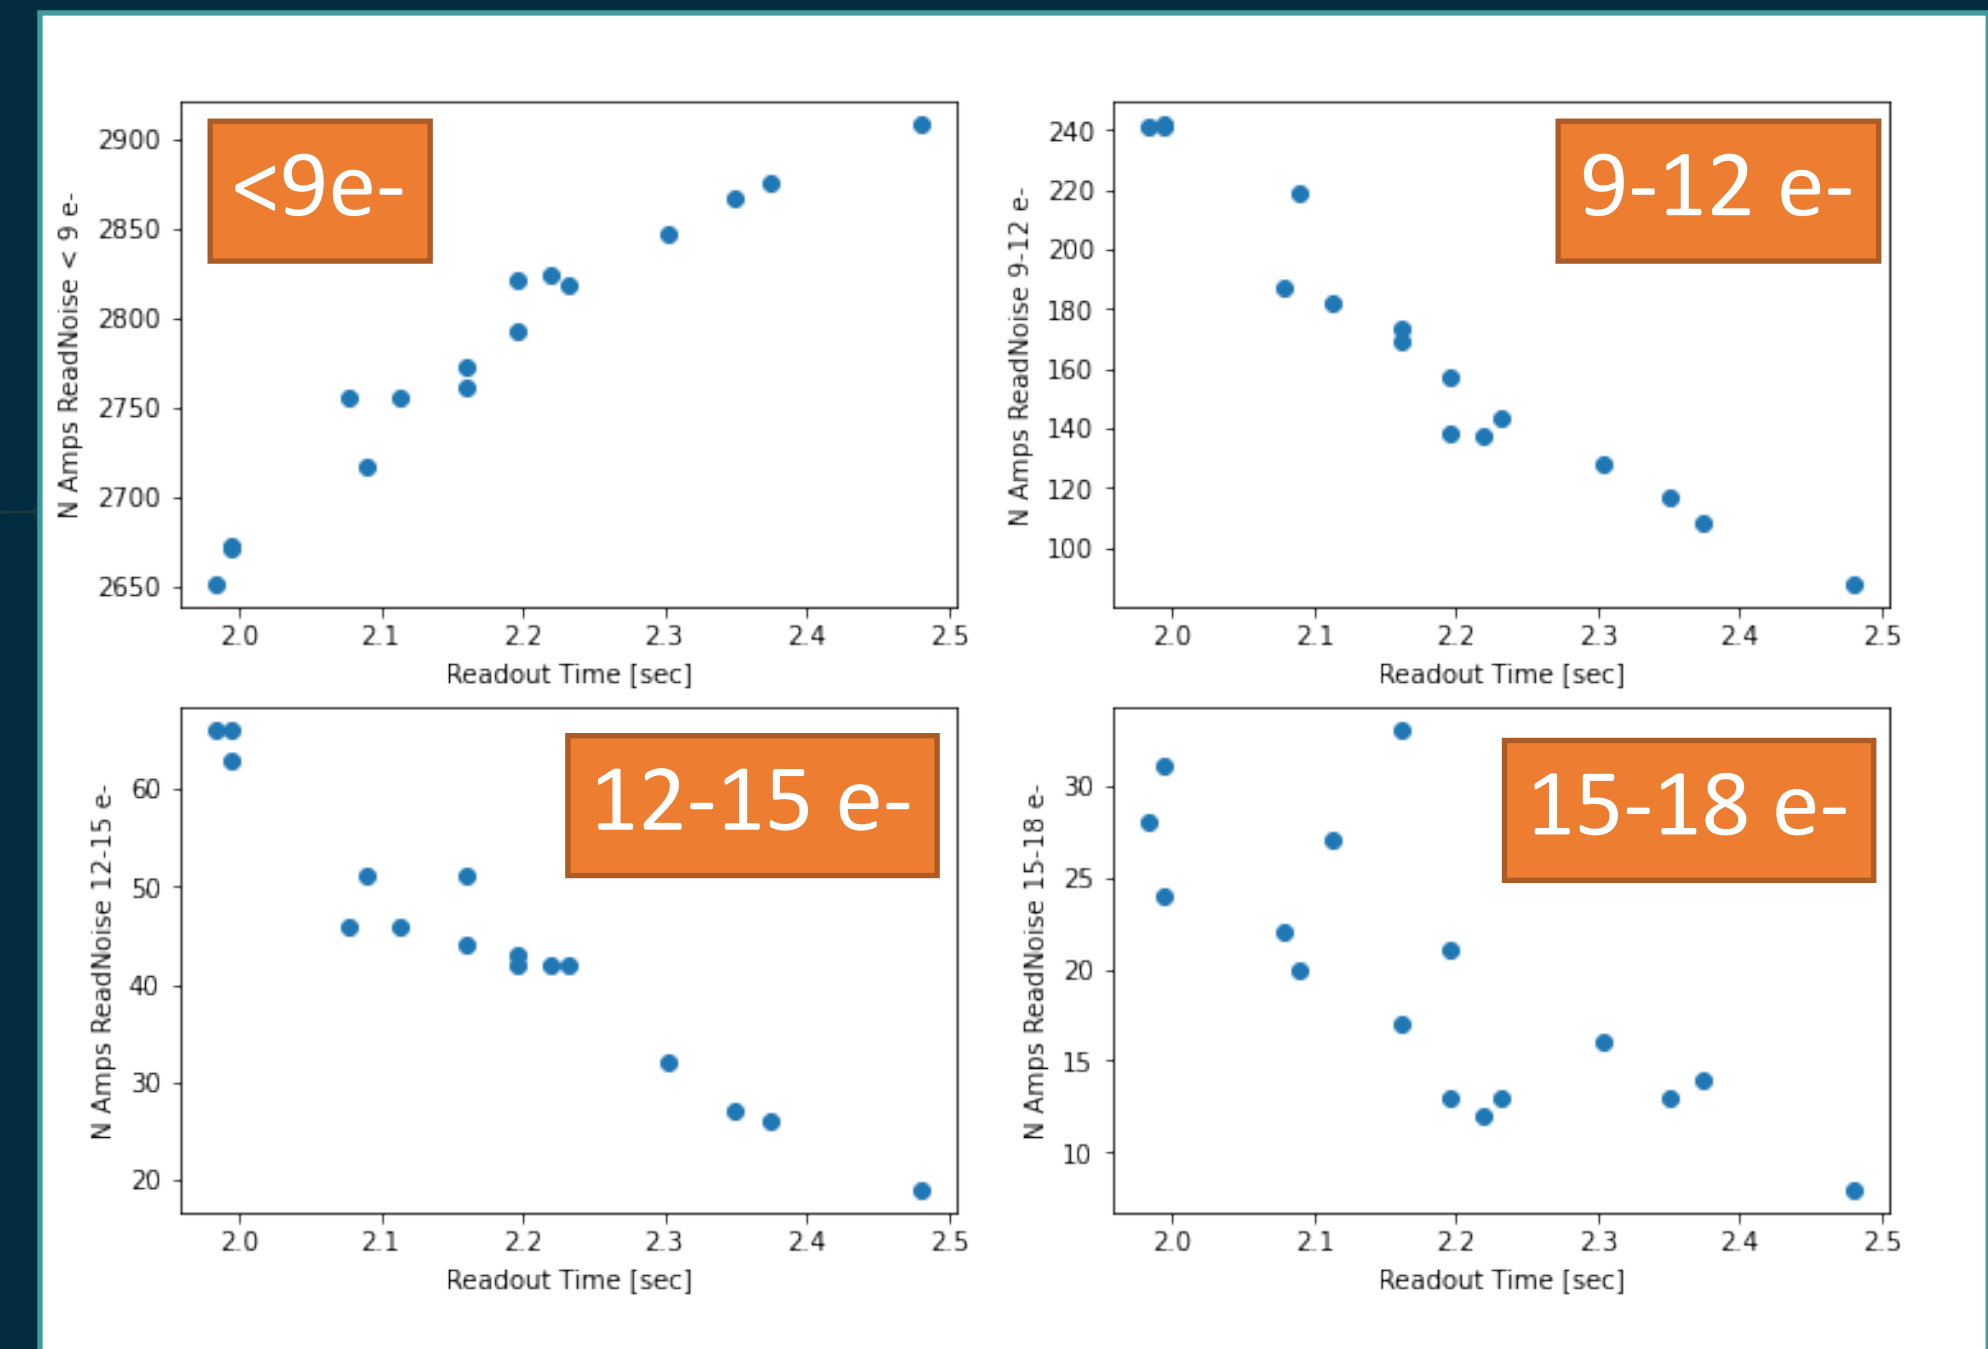 <9e-
2900
2850
2800
2750
2700
2650
N Amps ReadNoise < 9 e-
2.0 2.1 2.2 2.3 2.4 2.5
Readout Time [sec]
9-12 e-
240
220
200
180
160
140
120
100
N Amps ReadNoise 9-12 e-
2.0 2.1 2.2 2.3 2.4 2.5
Readout Time [sec]
12-15 e-
60
50
40
30
20
N Amps ReadNoise 12-15 e-
2.0 2.1 2.2 2.3 2.4 2.5
Readout Time [sec]
15-18 e-
30
25
20
15
10
N Amps ReadNoise 15-18 e-
2.0 2.1 2.2 2.3 2.4 2.5
Readout Time [sec]